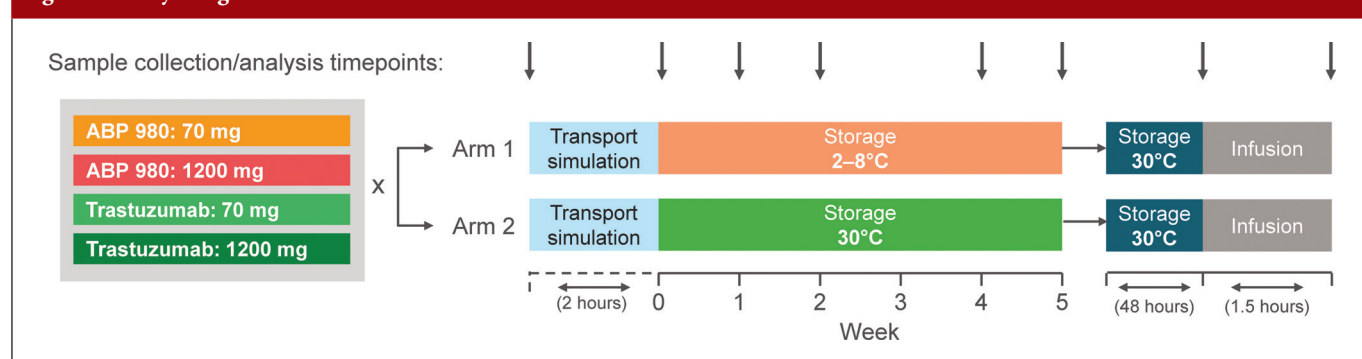 Sample collection/analysis timepoints:
ABP 980: 70 mg
ABP 980: 1200 mg
Trastuzumab: 70 mg
Trastuzumab: 1200 mg
x
Arm 1
Transport
simulation
Storage
2–8°C
Storage
30°C
Infusion
Arm 2
Transport
simulation
Storage
30°C
Storage
30°C
Infusion
(2 hours)
0 1 2 3 4 5
(48 hours)
(1.5 hours)
Week